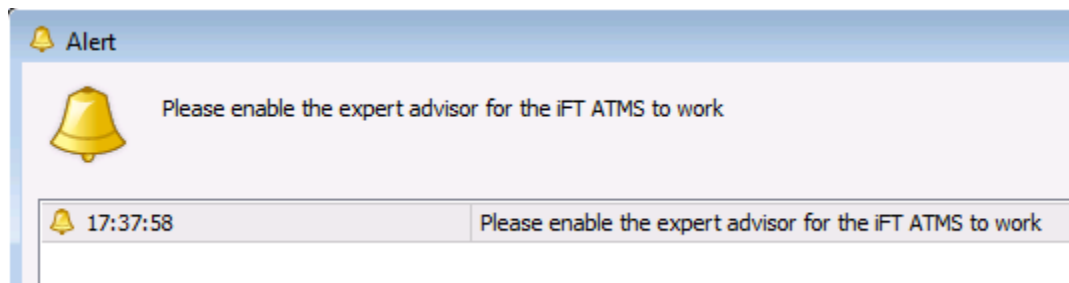 Alert
Please enable the expert advisor for the iFT ATMS to work
17:37:58 Please enable the expert advisor for the iFT ATMS to work